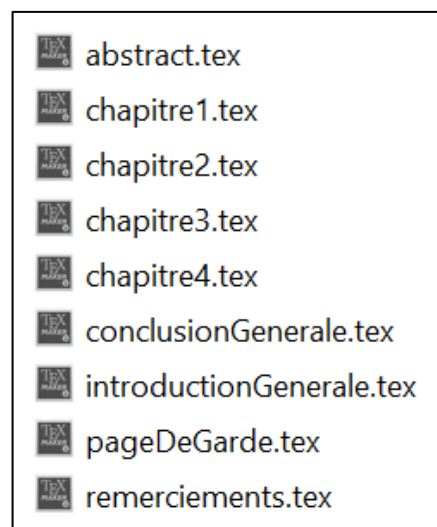 abstract.tex
chapitre1.tex
chapitre2.tex
chapitre3.tex
chapitre4.tex
conclusionGenerale.tex
introductionGenerale.tex
pageDeGarde.tex
remerciements.tex